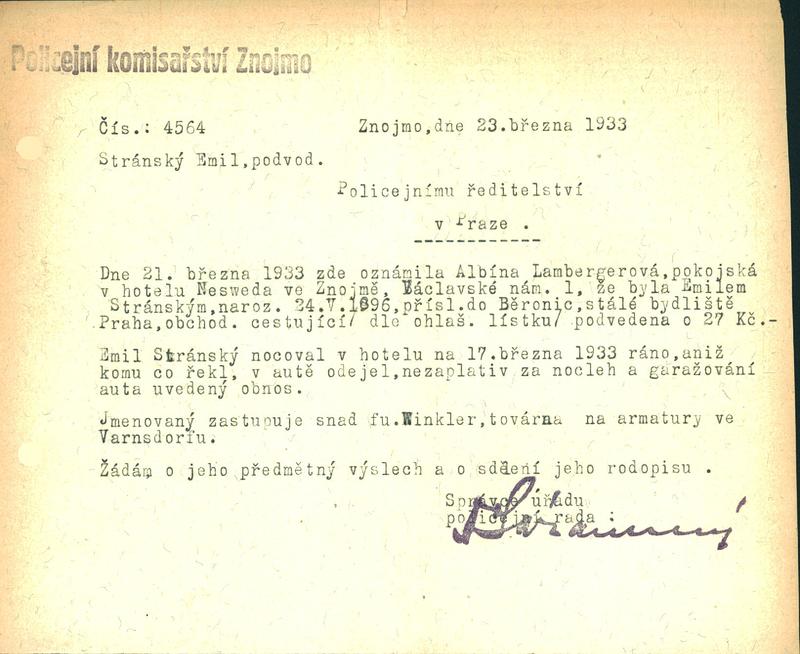 Policejní komisařství Znojmo
Čís.: 4564
Znojmo,dne 23.března 1933
Stránský Emil,podvod.
Policejnímu ředitelství
v Praze .
Dne 21. března 1933 zde oznámila Albína Lambergerová,pokojská
v hotelu Nesweda ve Znojmě, Václavské nám. 1, že byla Emilem
Stránským,naroz. 24.V.1896,přísl.do Běronic,stálé bydliště
Praha,obchod. cestující/ dle ohlaš. lístku/ podvedena o 27 Kč.-
Emil Stránský nocoval v hotelu na 17.března 1933 ráno,aniž
komu co řekl, v autě odejel,nezaplativ za nocleh a garažování
auta uvedený obnos.
Jmenovaný zastupuje snad fu.Winkler,továrna na armatury ve
Varnsdorfu.
Žádám o jeho předmětný výslech a o sdělení jeho rodopisu .
Správce úřadu
policejní rada :